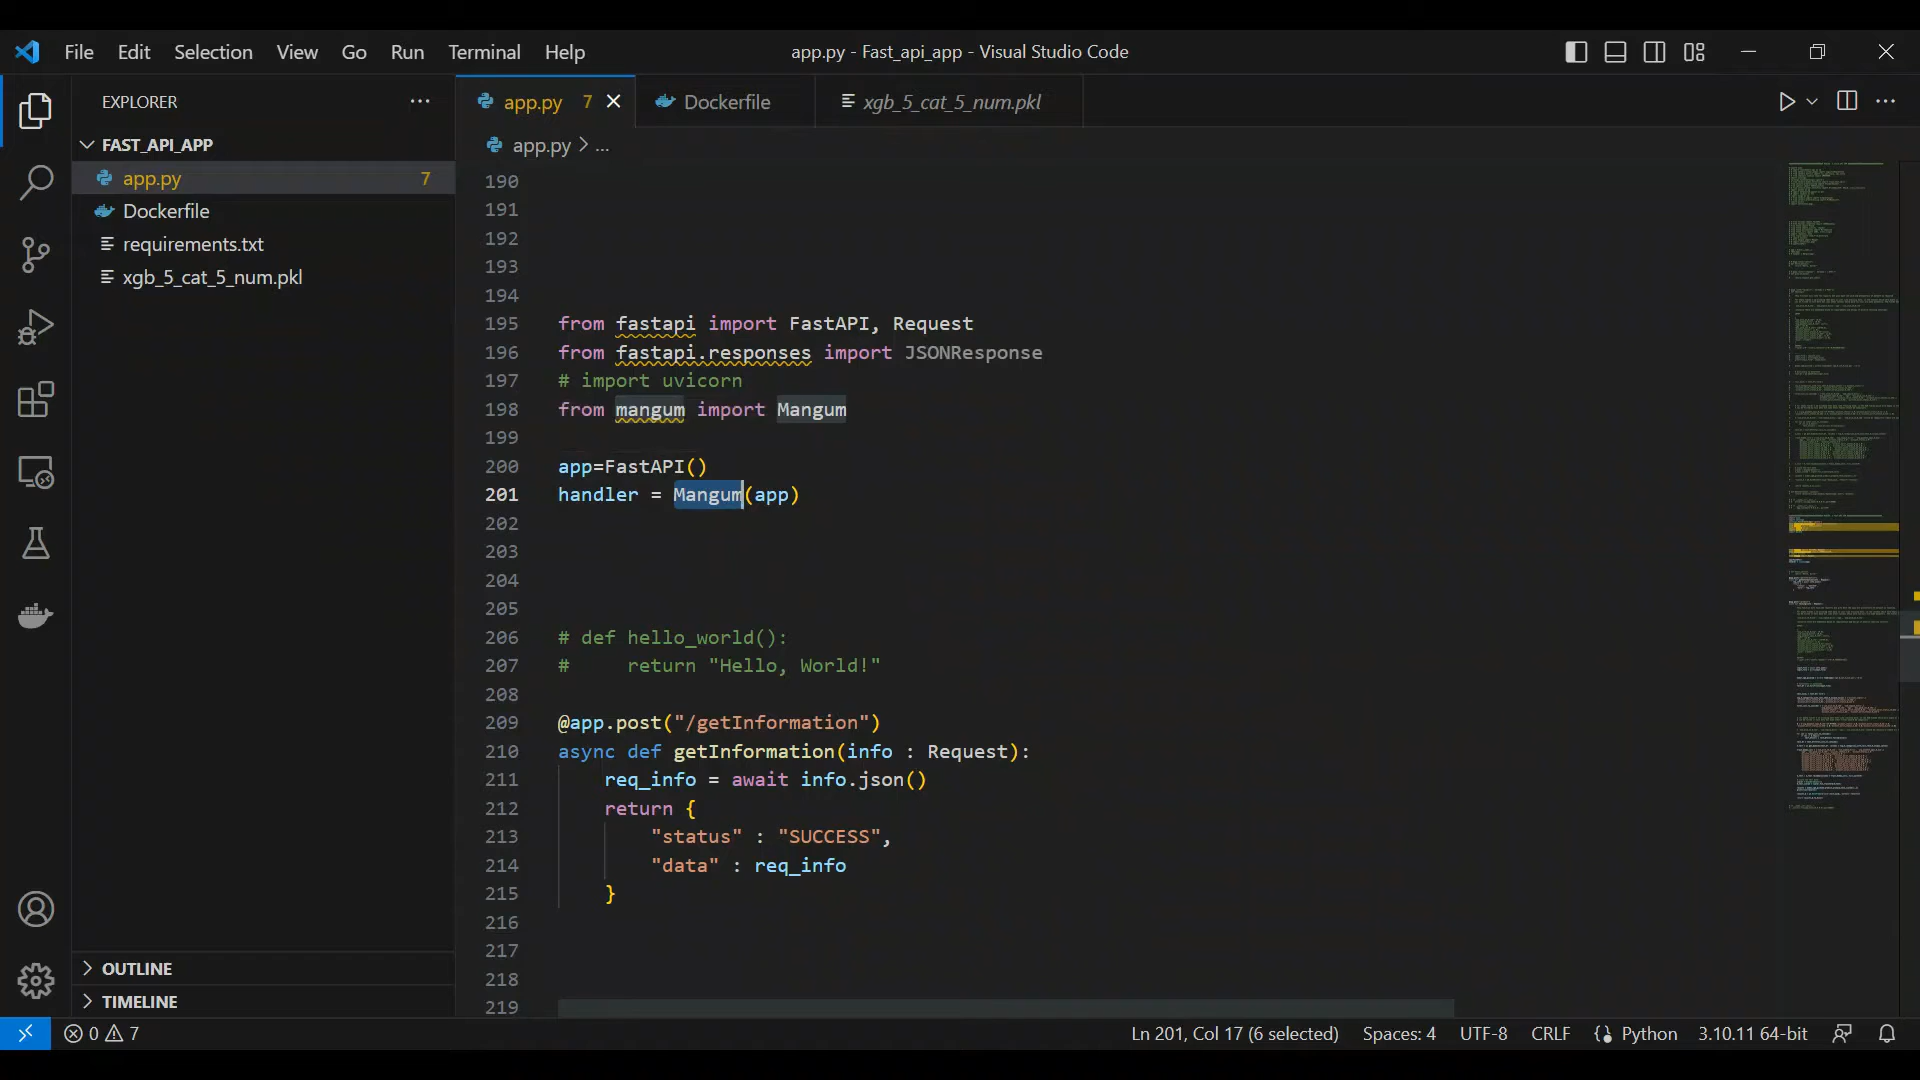 File Edit Selection View Go Run Terminal Help
app.py - Fast_api_app - Visual Studio Code
EXPLORER
FAST_API_APP
app.py 7
Dockerfile
requirements.txt
xgb_5_cat_5_num.pkl
OUTLINE
TIMELINE
app.py 7
Dockerfile
xgb_5_cat_5_num.pkl
app.py > ...
190
191
192
193
194
195 from fastapi import FastAPI, Request
196 from fastapi.responses import JSONResponse
197 # import uvicorn
198 from mangum import Mangum
199
200 app=FastAPI()
201 handler = Mangum(app)
202
203
204
205
206 # def hello_world():
207 #     return "Hello, World!"
208
209 @app.post("/getInformation")
210 async def getInformation(info : Request):
211     req_info = await info.json()
212     return {
213         "status" : "SUCCESS",
214         "data" : req_info
215     }
216
217
218
219
0 7
Ln 201, Col 17 (6 selected) Spaces: 4 UTF-8 CRLF Python 3.10.11 64-bit